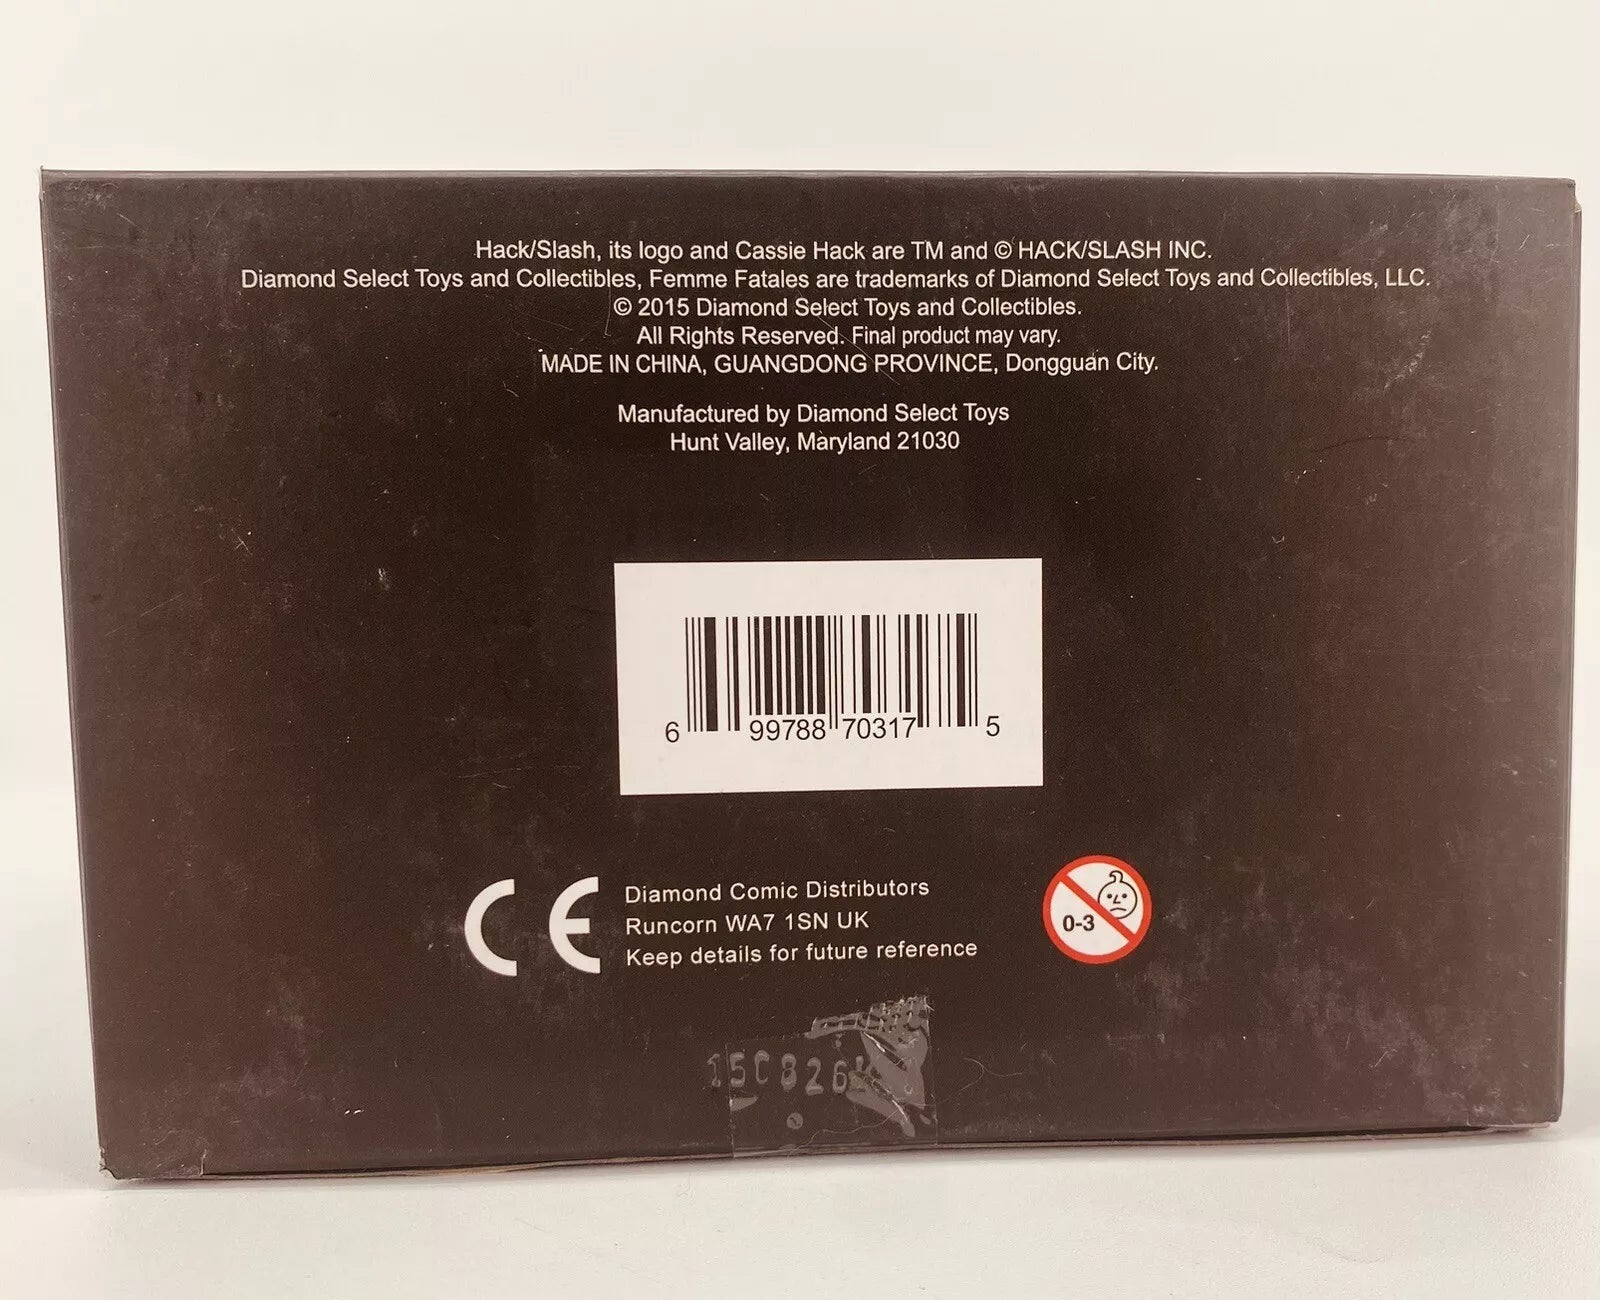 Hack/Slash, its logo and Cassie Hack are TM and © HACK/SLASH INC.
Diamond Select Toys and Collectibles, Femme Fatales are trademarks of Diamond Select Toys and Collectibles, LLC.
© 2015 Diamond Select Toys and Collectibles.
All Rights Reserved. Final product may vary.
MADE IN CHINA, GUANGDONG PROVINCE, Dongguan City.
Manufactured by Diamond Select Toys
Hunt Valley, Maryland 21030
6 99788 70317 5
CE
Diamond Comic Distributors
Runcorn WA7 1SN UK
Keep details for future reference
0-3